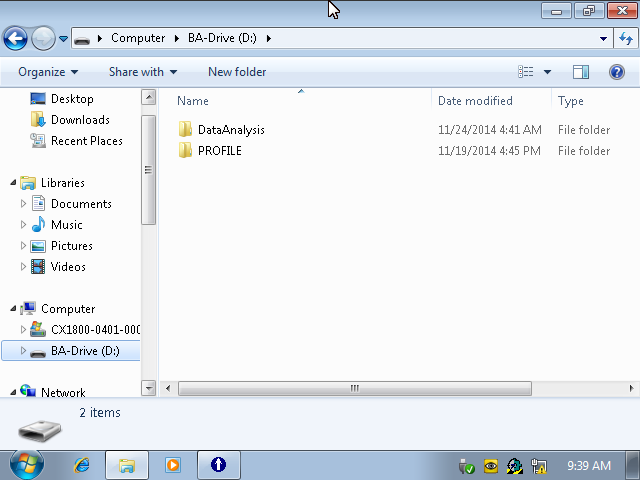 Computer BA-Drive (D:)
Organize Share with New folder
Desktop
Downloads
Recent Places
Libraries
Documents
Music
Pictures
Videos
Computer
CX1800-0401-000
BA-Drive (D:)
Network
Name Date modified Type
DataAnalysis 11/24/2014 4:41 AM File folder
PROFILE 11/19/2014 4:45 PM File folder
2 items
9:39 AM